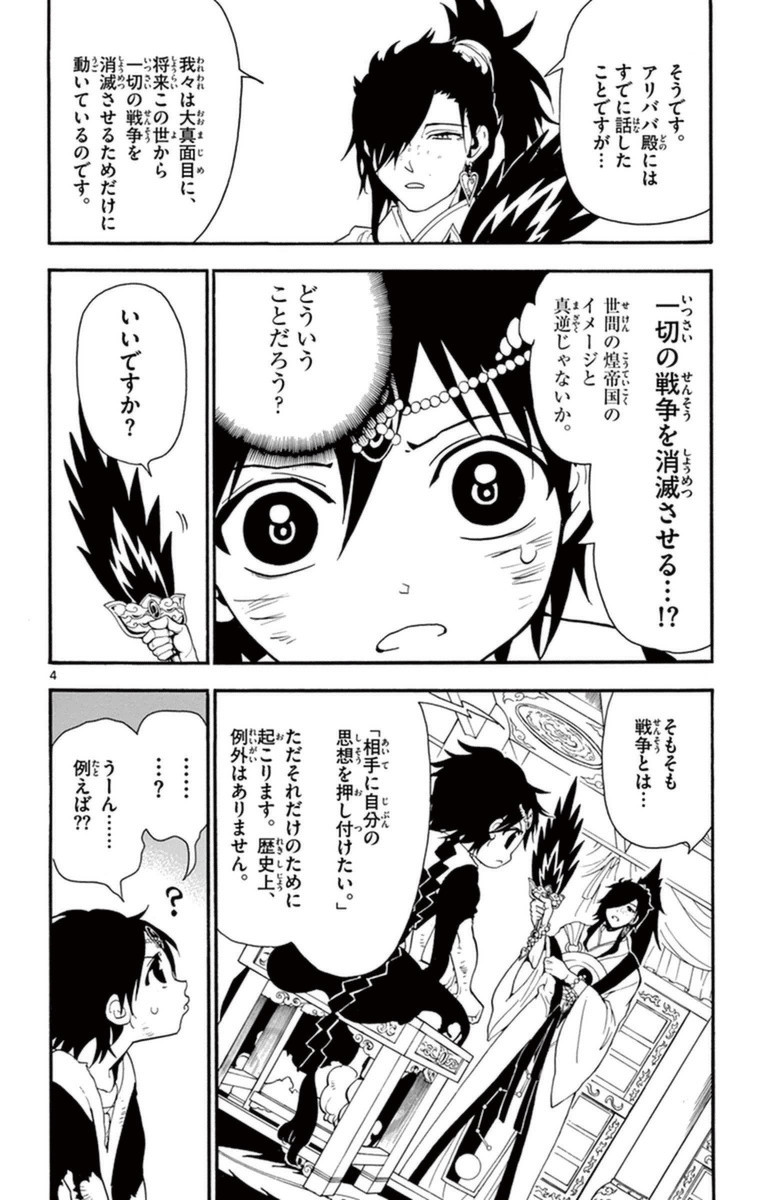 そうです。
アリババ殿には
すでに話した
ことですが…
我々は大真面目に、
将来この世から
一切の戦争を
消滅させるためだけに
動いているのです。
一切の戦争を消滅させる…!?
世間の煌帝国の
イメージと
真逆じゃないか。
どういう
ことだろう?
いいですか?
4
そもそも
戦争とは…
「相手に自分の
思想を押し付けたい。」
ただそれだけのために
起こります。歴史上、
例外はありません。
……
…?
うーん……
例えば??
?